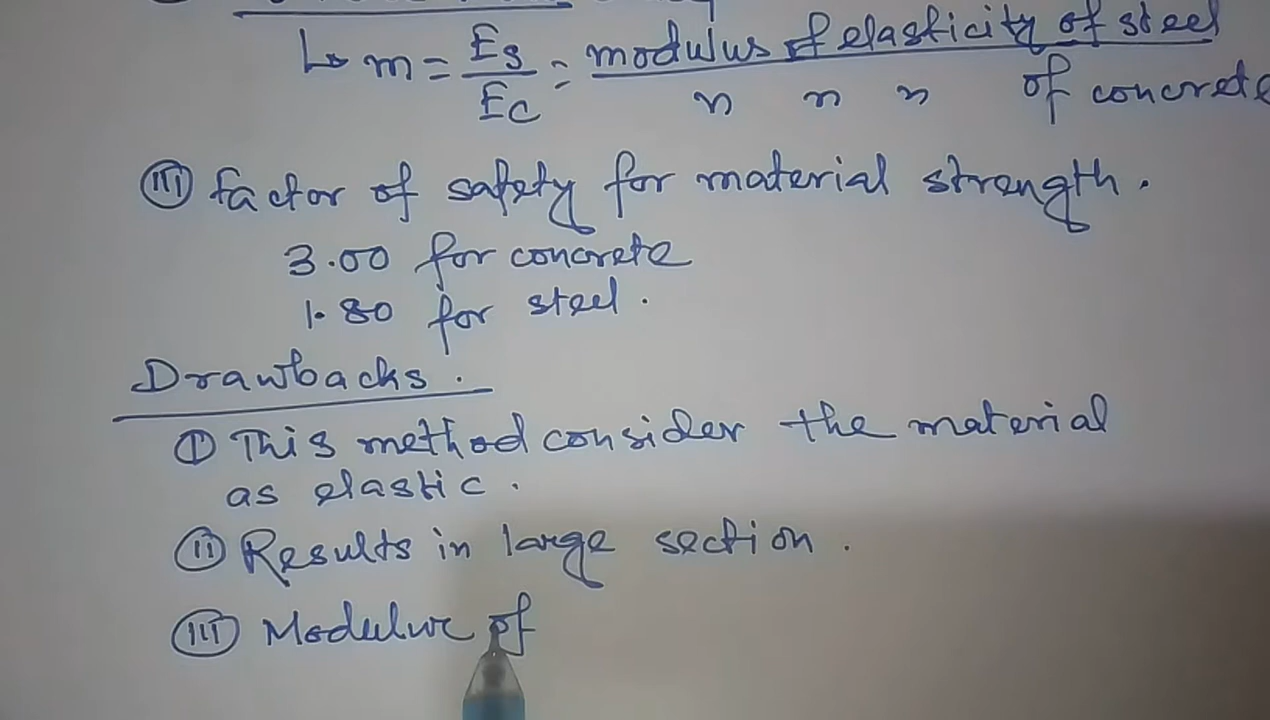 m = Es/Ec = modulus of elasticity of steel / " " " of concrete
(III) factor of safety for material strength.
3.00 for concrete
1.80 for steel.
Drawbacks.
(I) This method consider the material
as elastic.
(II) Results in large section.
(III) Modulus of